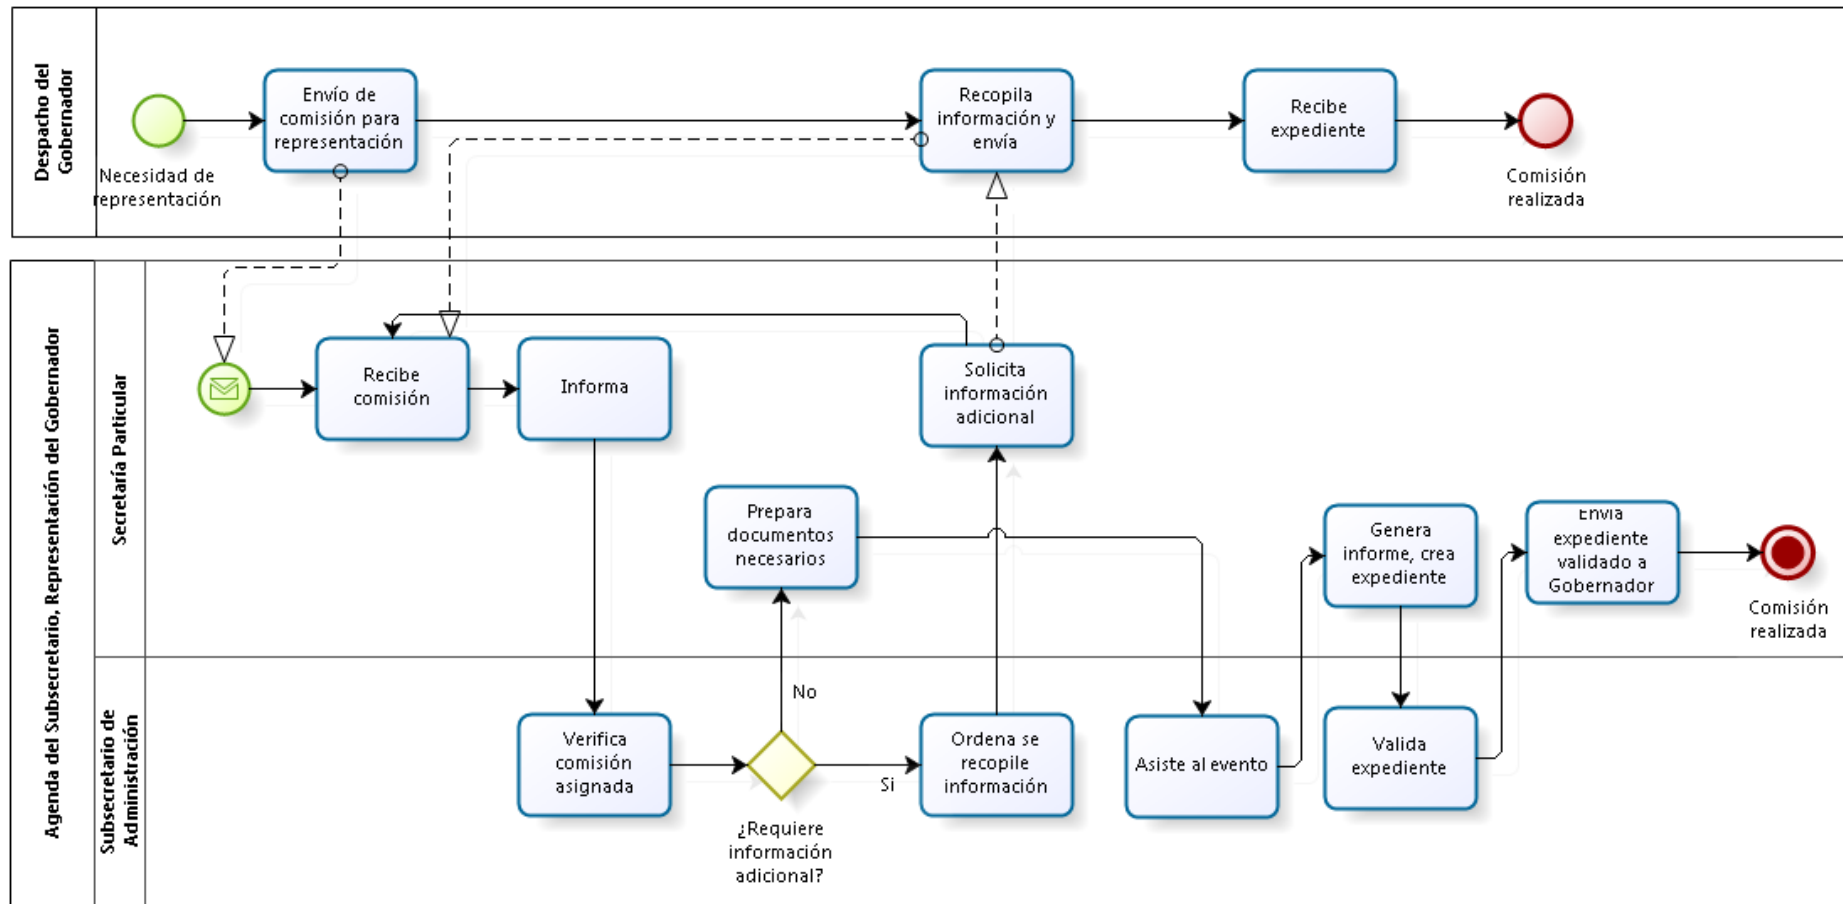 Despacho del
Gobernador
Necesidad de
representación
Envío de
comisión para
representación
Recopila
información y
envía
Recibe
expediente
Comisión
realizada
Agenda del Subsecretario, Representación del Gobernador
Secretaría Particular
Recibe
comisión
Informa
Solicita
información
adicional
Prepara
documentos
necesarios
Genera
informe, crea
expediente
Envía
expediente
validado a
Gobernador
Comisión
realizada
Subsecretario de
Administración
Verifica
comisión
asignada
No
Si
¿Requiere
información
adicional?
Ordena se
recopile
información
Asiste al evento
Valida
expediente